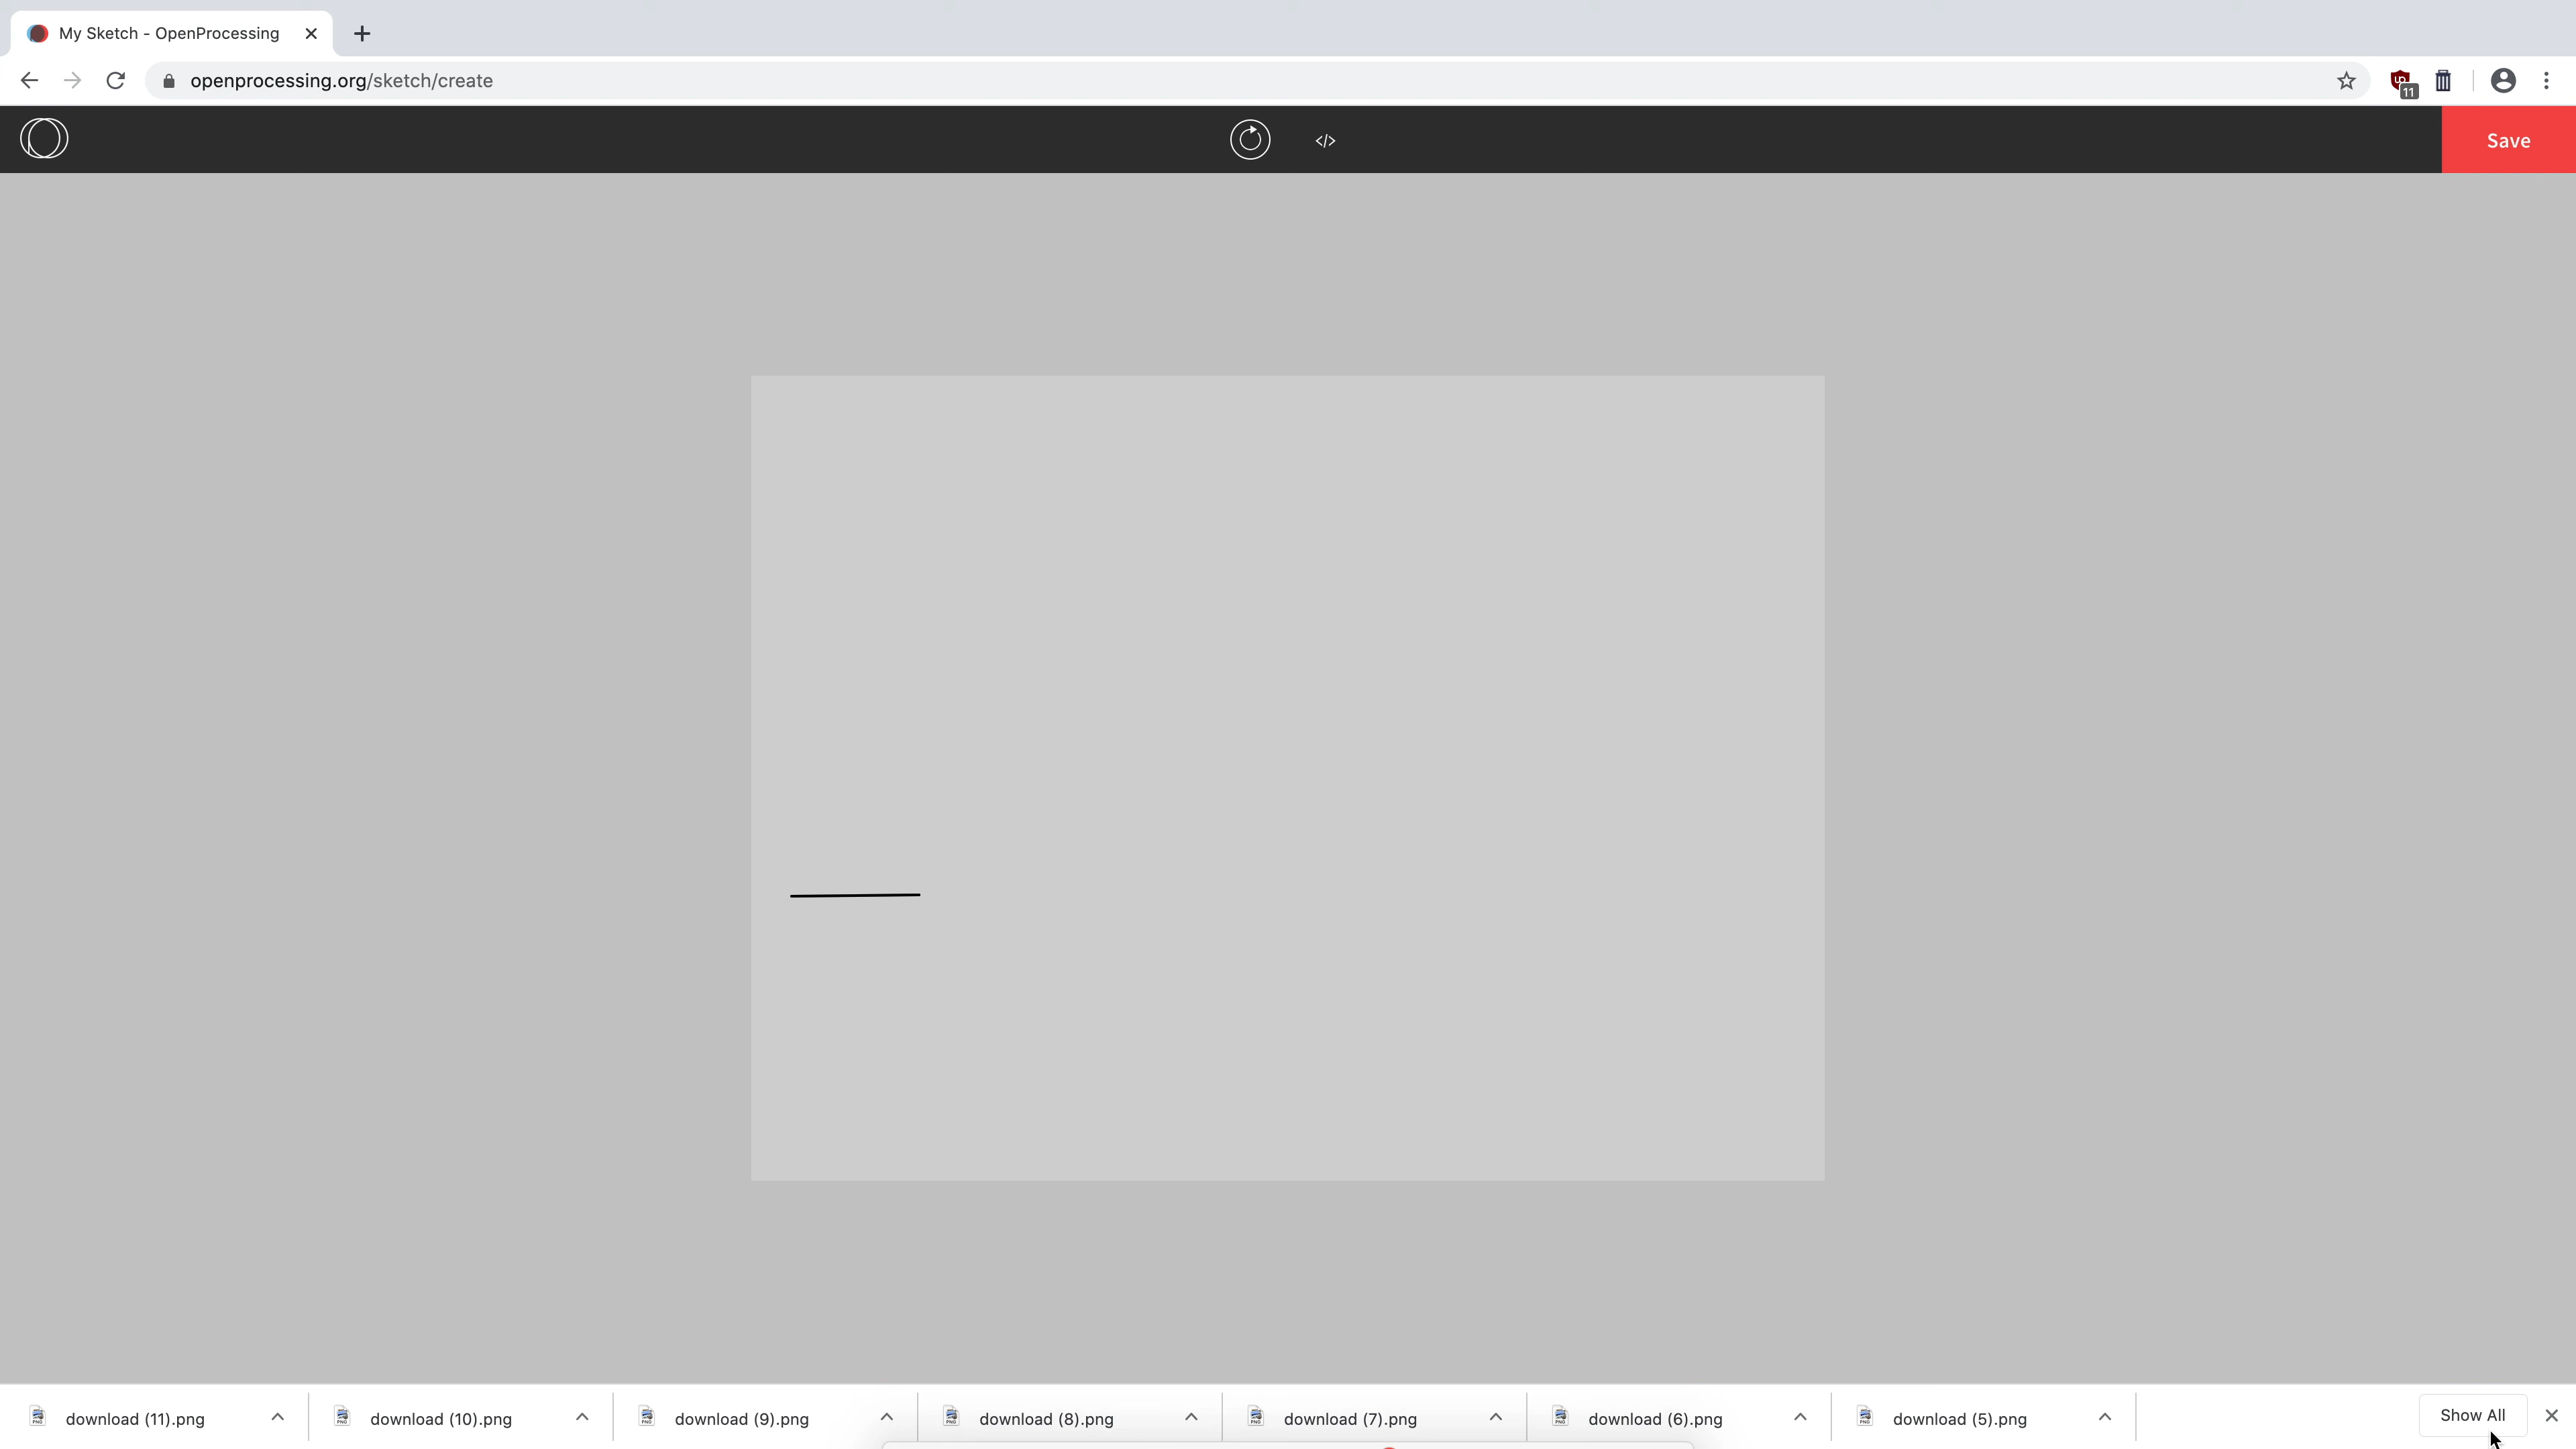 My Sketch - OpenProcessing
openprocessing.org/sketch/create
11
</>
Save
download (11).png
download (10).png
download (9).png
download (8).png
download (7).png
download (6).png
download (5).png
Show All